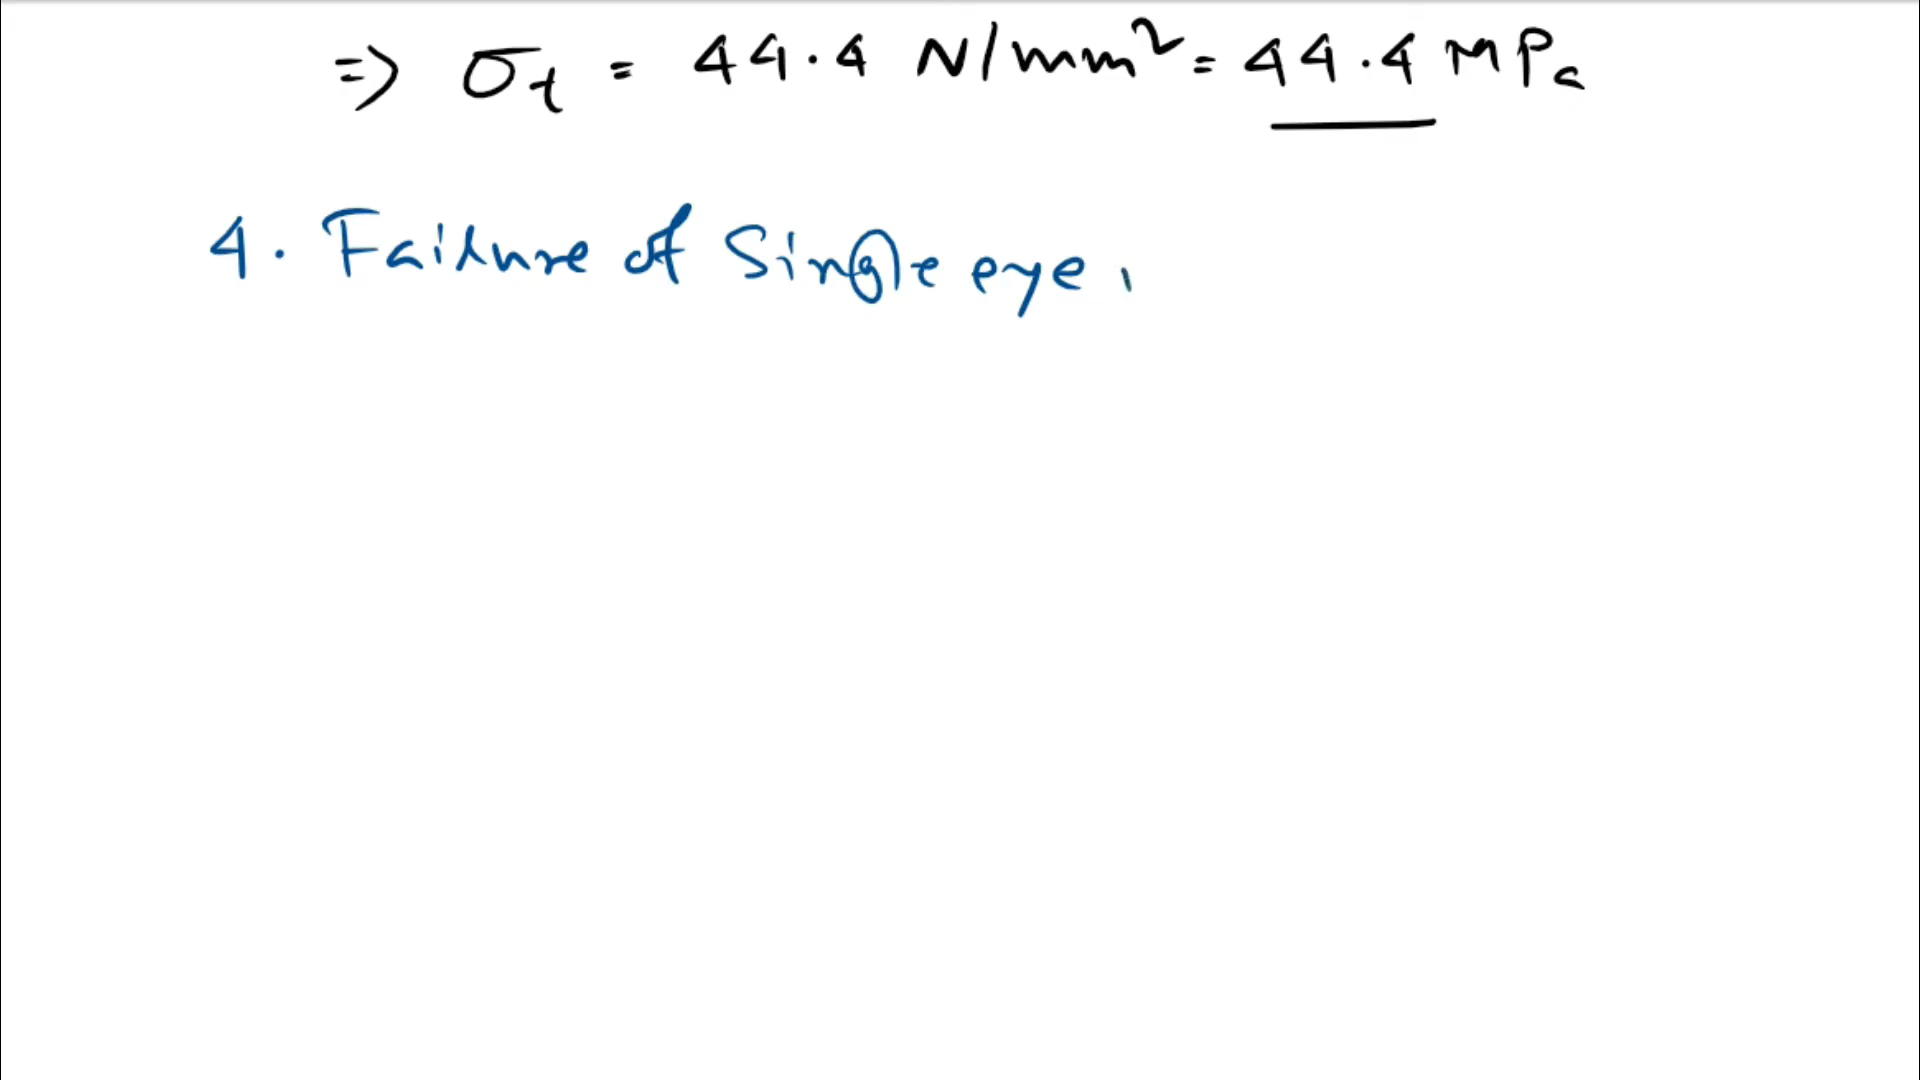 => σt = 44.4 N/mm² = 44.4 MPa
4. Failure of Single eye